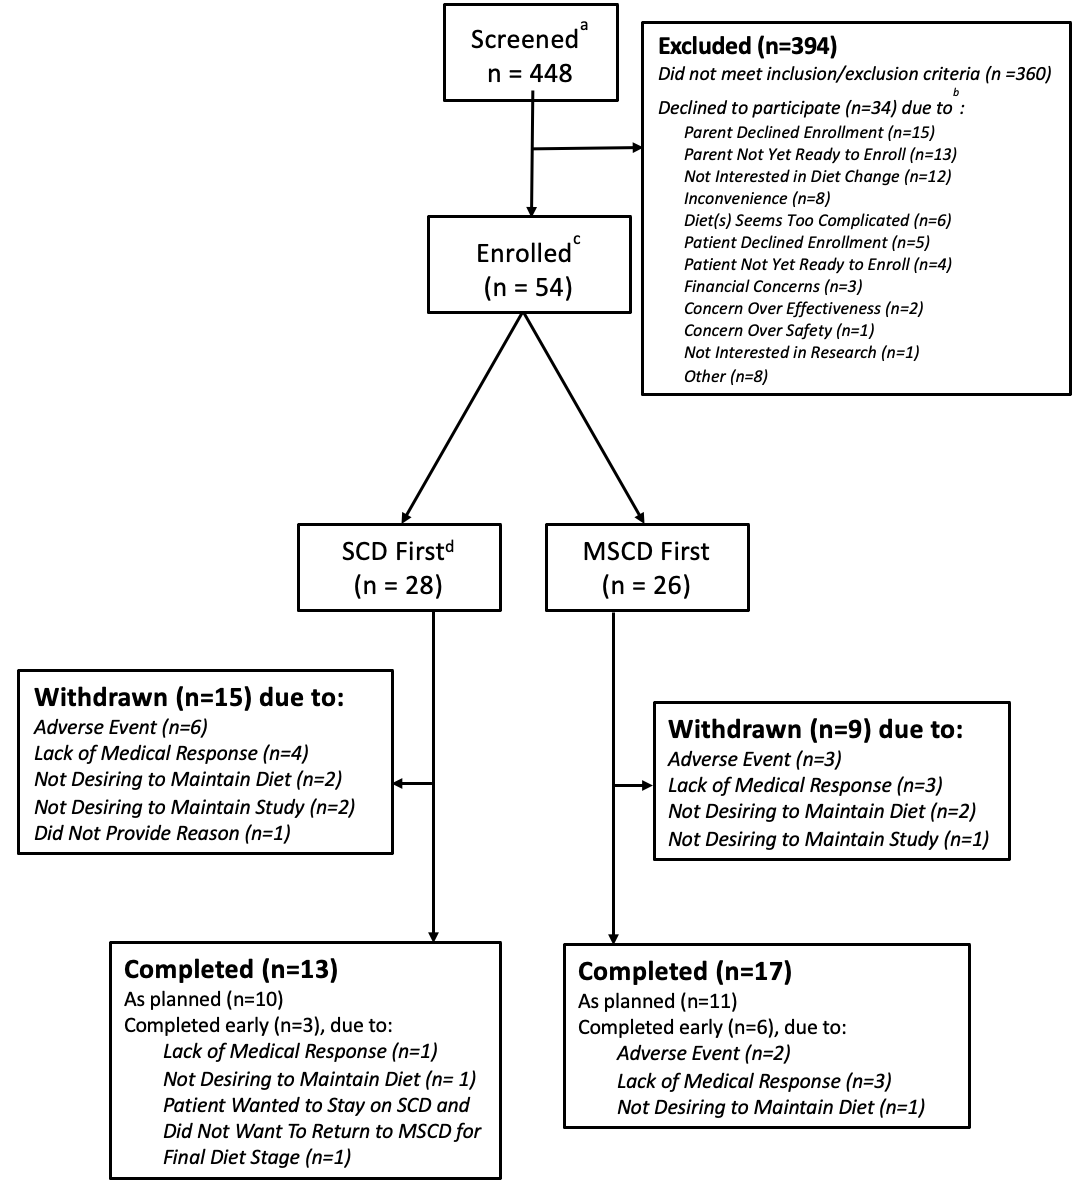 Screened^a
n = 448
Excluded (n=394)
Did not meet inclusion/exclusion criteria (n =360)
Declined to participate (n=34) due to^b :
Parent Declined Enrollment (n=15)
Parent Not Yet Ready to Enroll (n=13)
Not Interested in Diet Change (n=12)
Inconvenience (n=8)
Diet(s) Seems Too Complicated (n=6)
Patient Declined Enrollment (n=5)
Patient Not Yet Ready to Enroll (n=4)
Financial Concerns (n=3)
Concern Over Effectiveness (n=2)
Concern Over Safety (n=1)
Not Interested in Research (n=1)
Other (n=8)
Enrolled^c
(n = 54)
SCD First^d
(n = 28)
MSCD First
(n = 26)
Withdrawn (n=15) due to:
Adverse Event (n=6)
Lack of Medical Response (n=4)
Not Desiring to Maintain Diet (n=2)
Not Desiring to Maintain Study (n=2)
Did Not Provide Reason (n=1)
Withdrawn (n=9) due to:
Adverse Event (n=3)
Lack of Medical Response (n=3)
Not Desiring to Maintain Diet (n=2)
Not Desiring to Maintain Study (n=1)
Completed (n=13)
As planned (n=10)
Completed early (n=3), due to:
Lack of Medical Response (n=1)
Not Desiring to Maintain Diet (n= 1)
Patient Wanted to Stay on SCD and
Did Not Want To Return to MSCD for
Final Diet Stage (n=1)
Completed (n=17)
As planned (n=11)
Completed early (n=6), due to:
Adverse Event (n=2)
Lack of Medical Response (n=3)
Not Desiring to Maintain Diet (n=1)